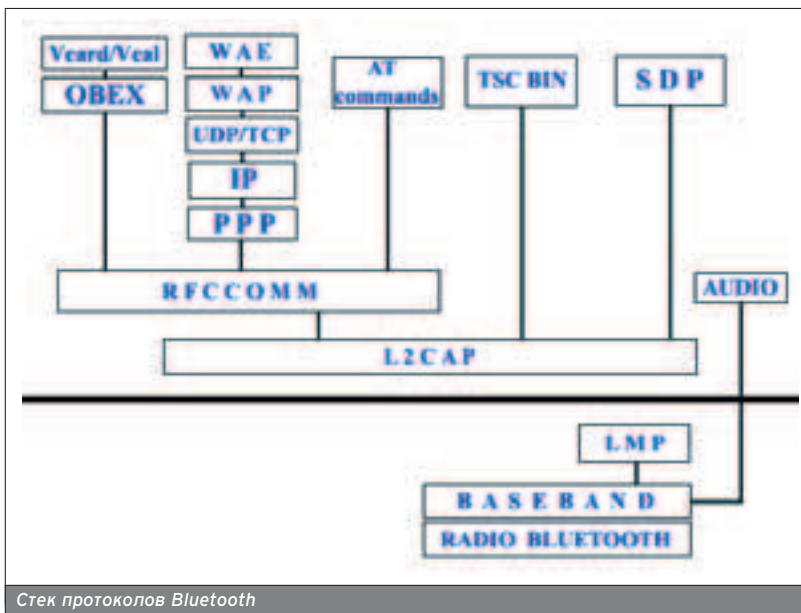 Vcard/Vcal
OBEX
WAE
WAP
UDP/TCP
IP
PPP
AT
commands
TSC BIN
SDP
RFCCOMM
AUDIO
L2CAP
LMP
BASEBAND
RADIO BLUETOOTH
Стек протоколов Bluetooth